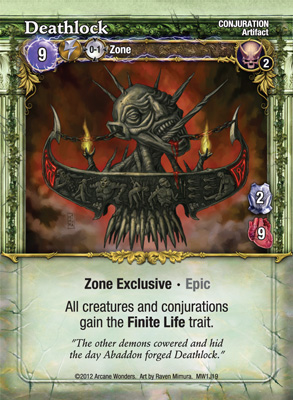 Deathlock
CONJURATION
Artifact
9
0-1
Zone
2
2
9
Zone Exclusive · Epic
All creatures and conjurations
gain the Finite Life trait.
"The other demons cowered and hid
the day Abaddon forged Deathlock."
©2012 Arcane Wonders. Art by Raven Mimura. MW1J19